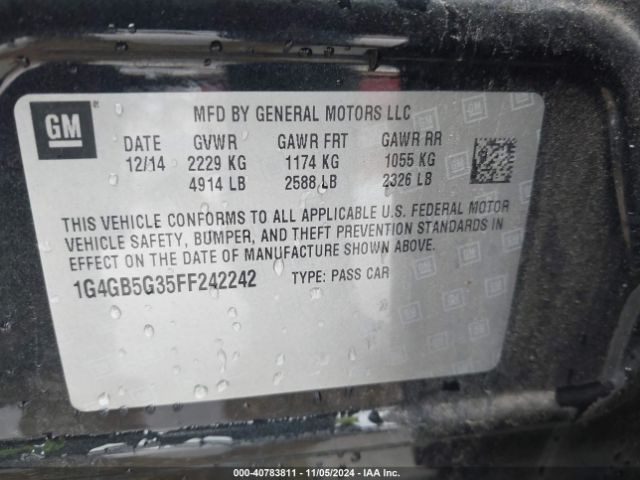 GM
MFD BY GENERAL MOTORS LLC
DATE GVWR GAWR FRT GAWR RR
12/14 2229 KG 1174 KG 1055 KG
4914 LB 2588 LB 2326 LB
THIS VEHICLE CONFORMS TO ALL APPLICABLE U.S. FEDERAL MOTOR
VEHICLE SAFETY, BUMPER, AND THEFT PREVENTION STANDARDS IN
EFFECT ON THE DATE OF MANUFACTURE SHOWN ABOVE.
1G4GB5G35FF242242 TYPE: PASS CAR
000-40783811 - 11/05/2024 - IAA Inc.